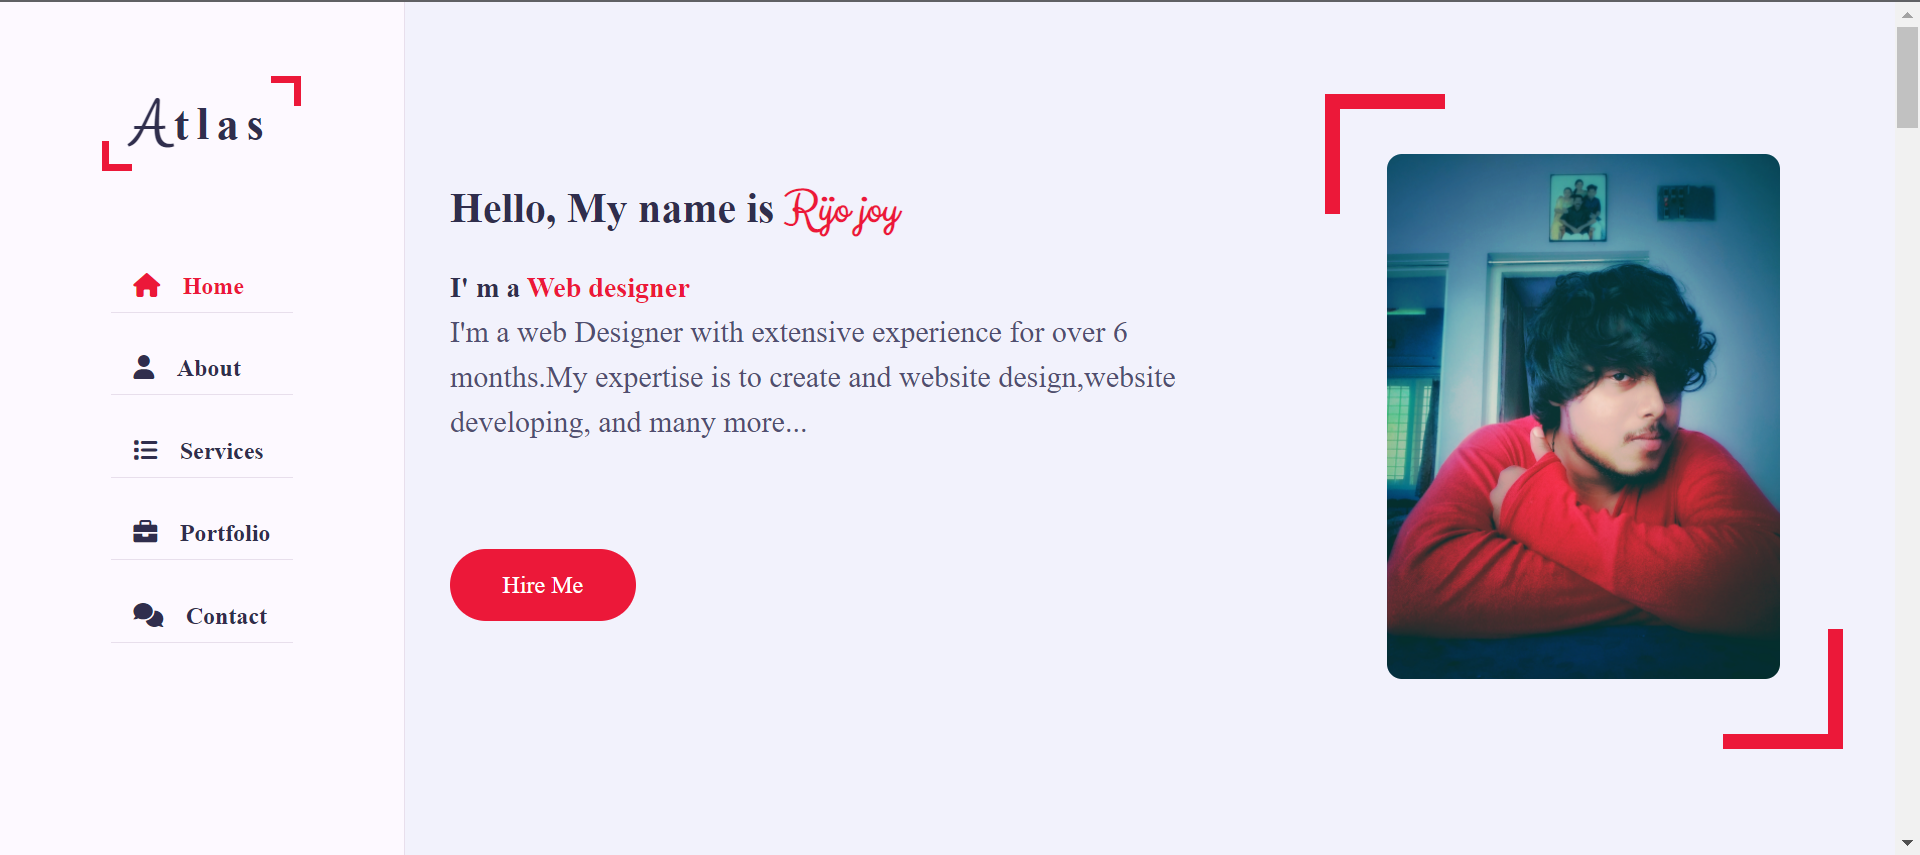 Atlas
Home
About
Services
Portfolio
Contact
Hello, My name is Rijo joy
I' m a Web designer
I'm a web Designer with extensive experience for over 6
months.My expertise is to create and website design,website
developing, and many more...
Hire Me